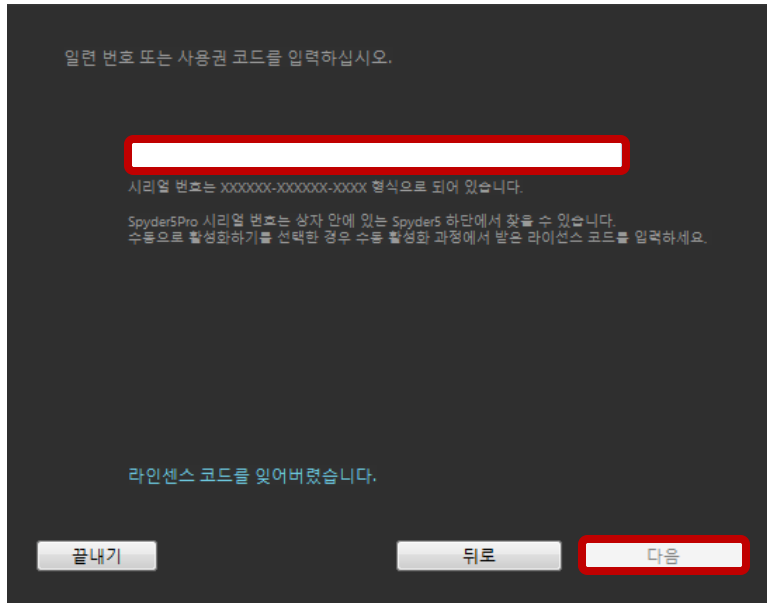 일련 번호 또는 사용권 코드를 입력하십시오.
시리얼 번호는 XXXXXX-XXXXXX-XXXX 형식으로 되어 있습니다.
Spyder5Pro 시리얼 번호는 상자 안에 있는 Spyder5 하단에서 찾을 수 있습니다.
수동으로 활성화하기를 선택한 경우 수동 활성화 과정에서 받은 라이선스 코드를 입력하세요.
라인센스 코드를 잊어버렸습니다.
끝내기
뒤로
다음